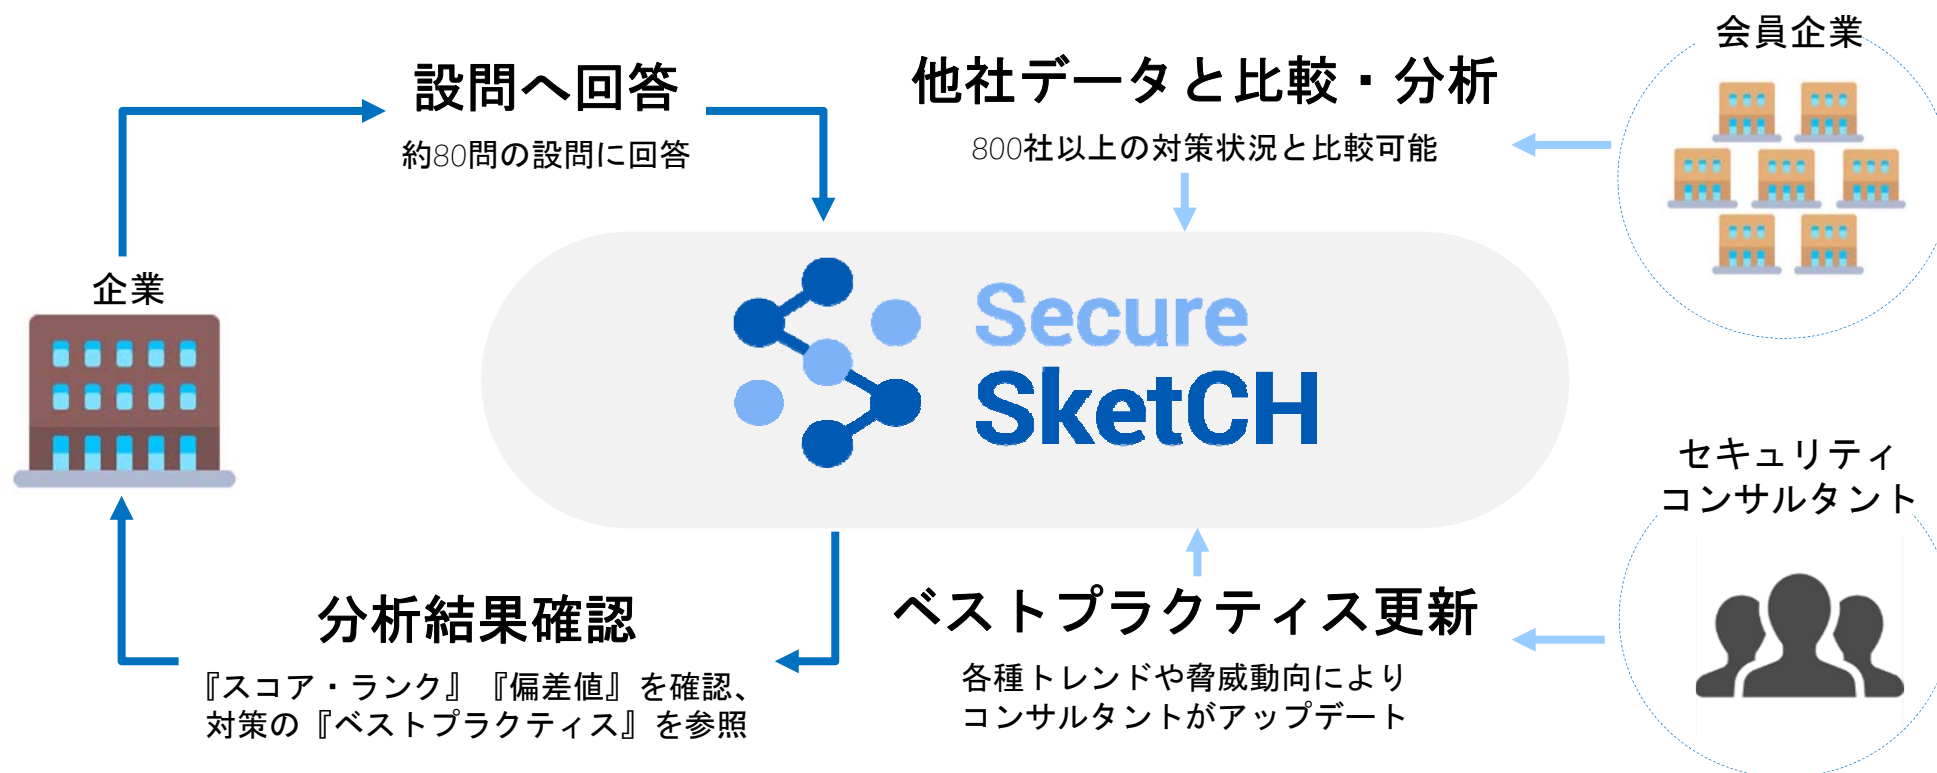 会員企業
設問へ回答
約80問の設問に回答
他社データと比較・分析
800社以上の対策状況と比較可能
企業
Secure
SketCH
セキュリティ
コンサルタント
分析結果確認
『スコア・ランク』『偏差値』を確認、
対策の『ベストプラクティス』を参照
ベストプラクティス更新
各種トレンドや脅威動向により
コンサルタントがアップデート